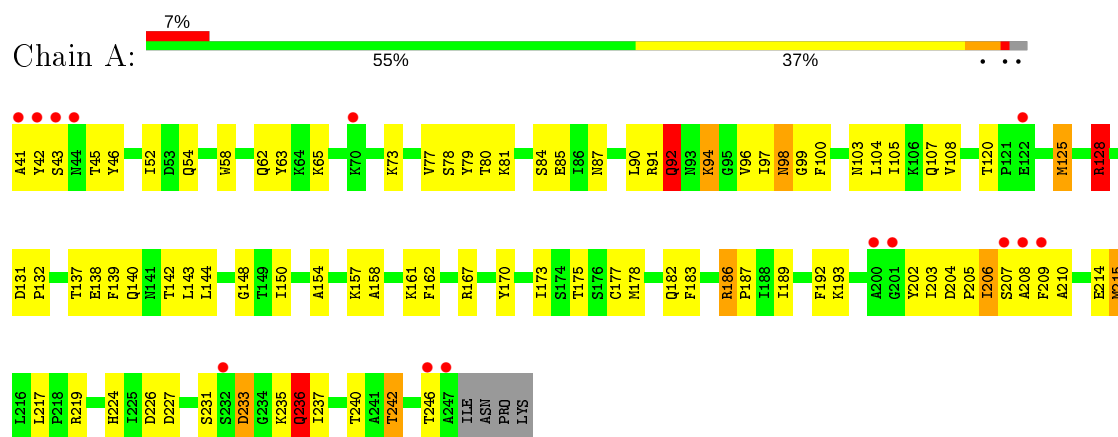 7%
Chain A:
55% 37% • • •
A41 Y42 S43 N44 T45 Y46 I52 D53 Q54 W58 Q62 Y63 K64 K65 K70 K73 V77 S78 Y79 T80 K81 S84 E85 I86 N87 L90 R91 Q92 N93 K94 G95 V96 I97 N98 G99 F100 N103 L104 I105 K106 Q107 V108 T120 P121 E122 M125 R128
D131 P132 T137 E138 F139 Q140 N141 T142 L143 L144 G148 T149 I150 A154 K157 A158 K161 F162 R167 Y170 I173 S174 T175 S176 C177 M178 Q182 F183 R186 P187 I188 I189 F192 K193 A200 G201 Y202 I203 D204 P205 I206 S207 A208 F209 A210 E214 M215
L216 L217 P218 R219 H224 I225 D226 D227 S231 S232 D233 G234 K235 Q236 I237 T240 A241 T242 T246 A247 ILE ASN PRO LYS